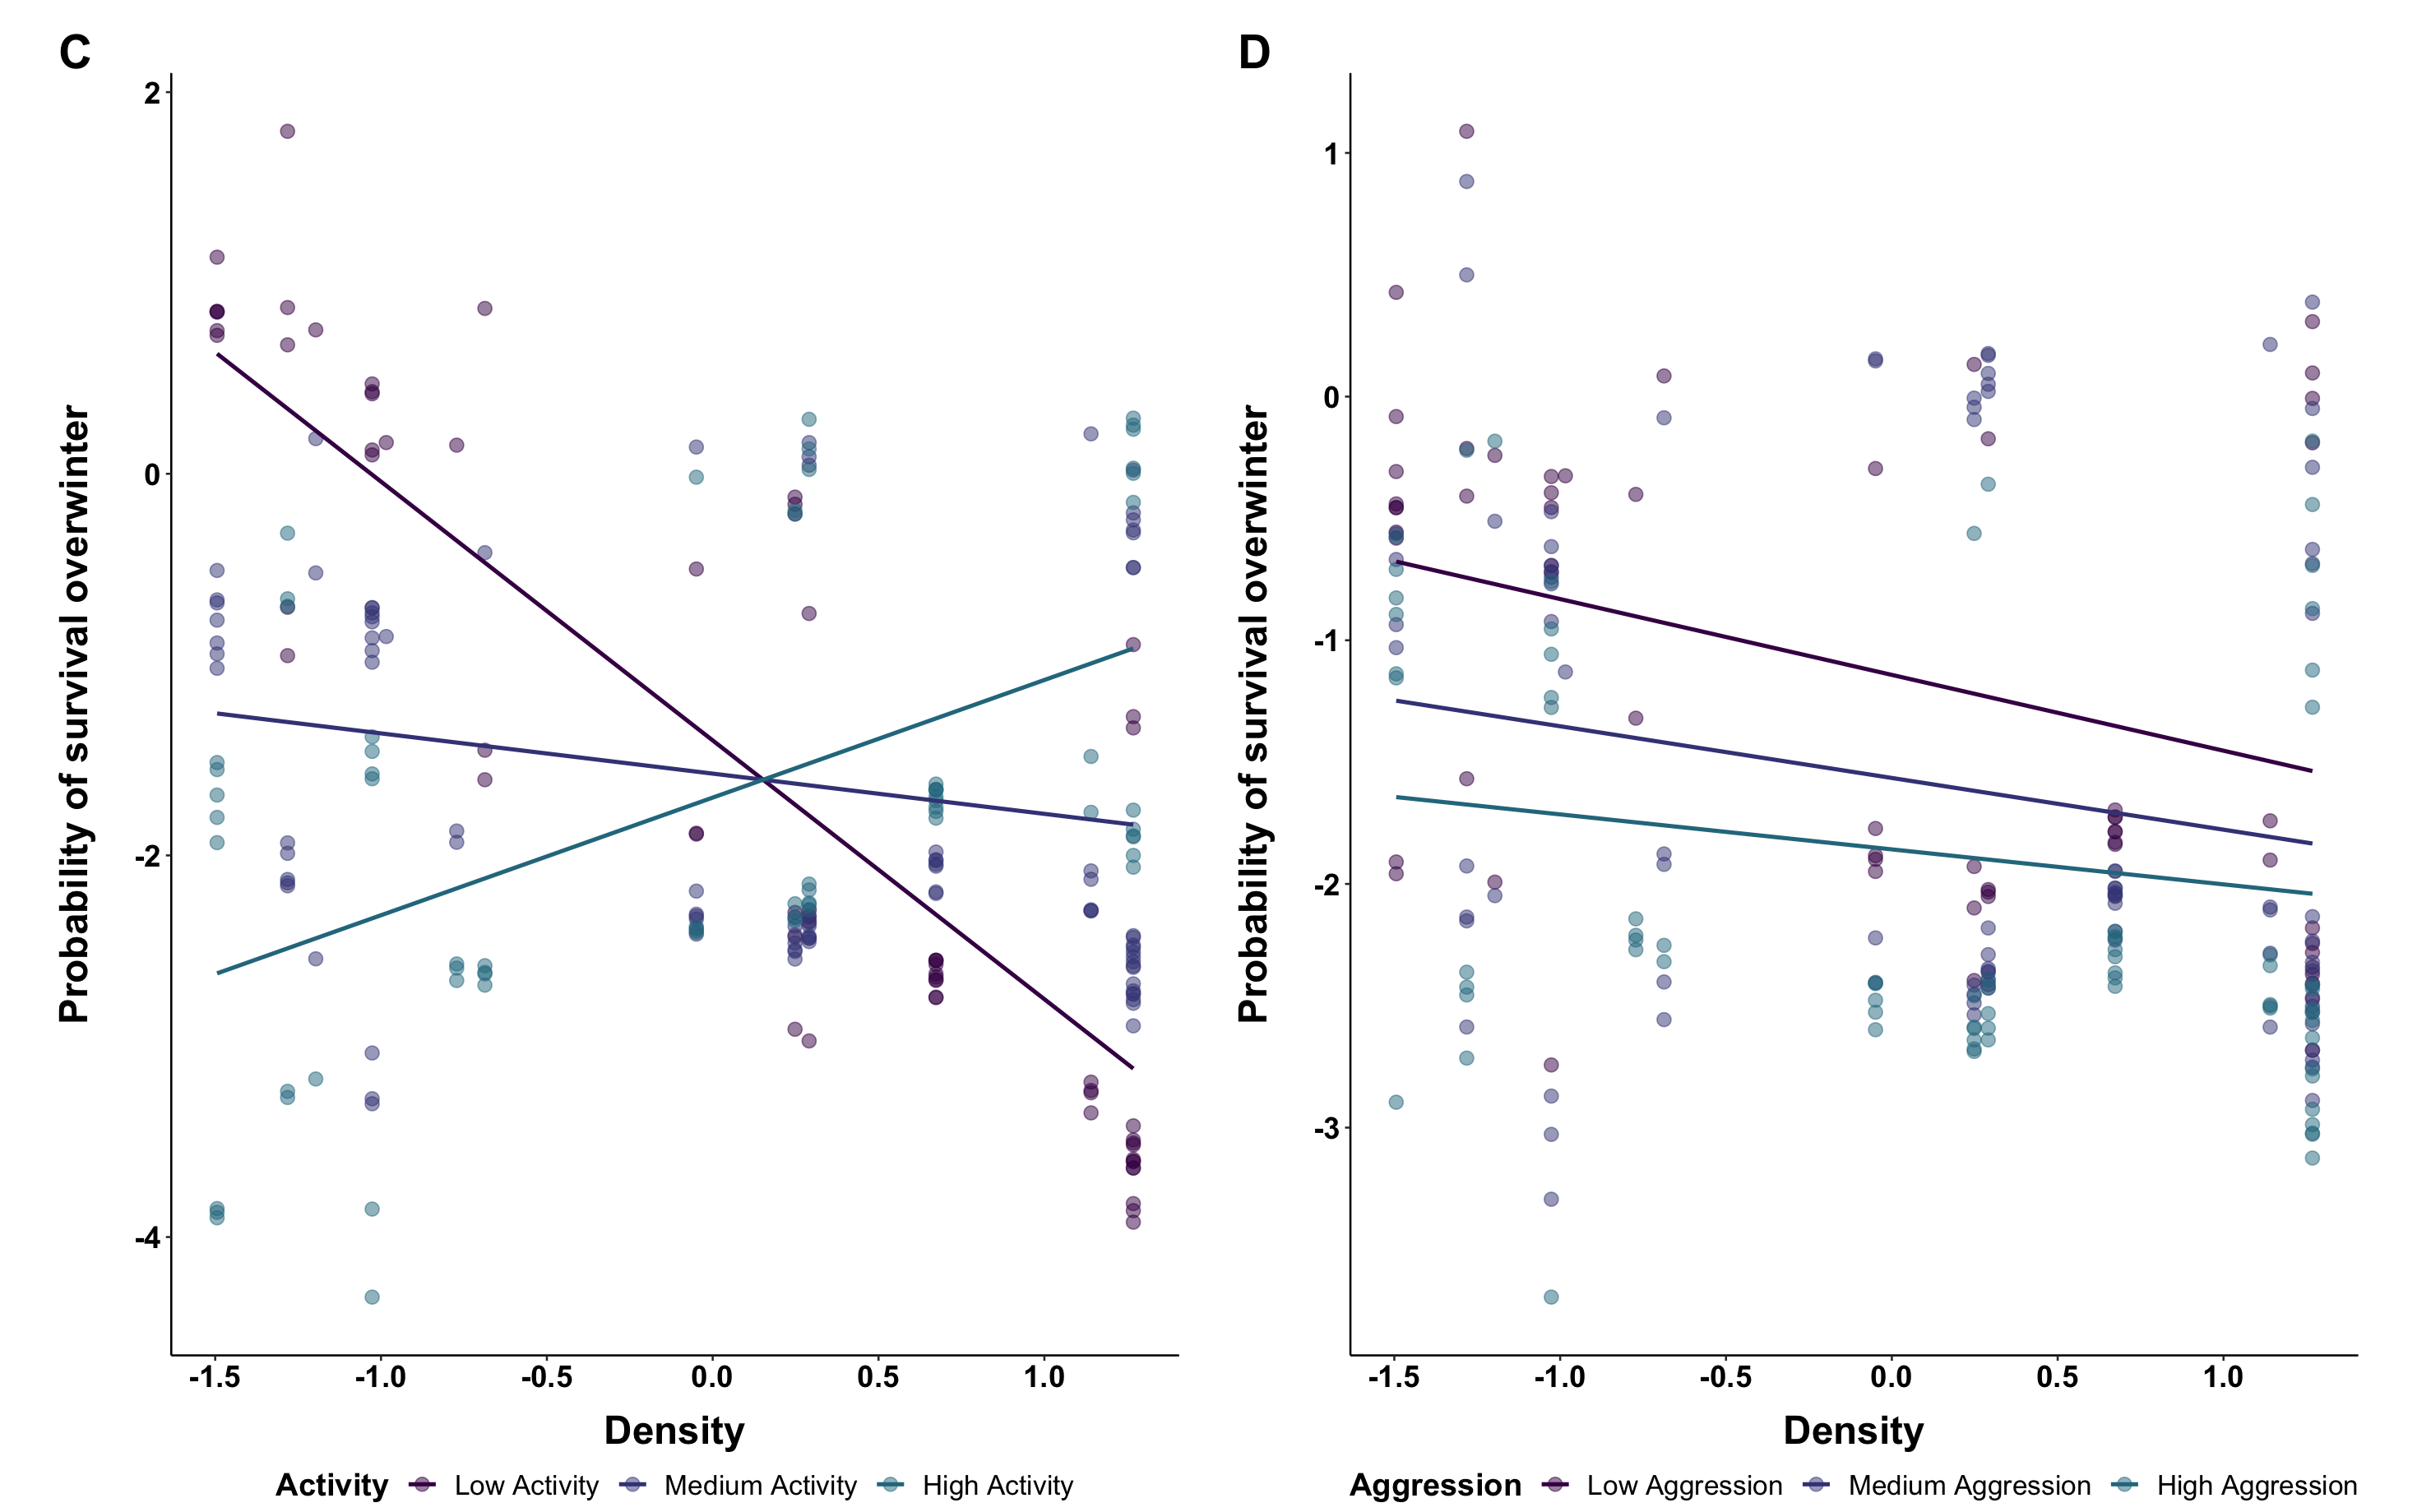 C
Probability of survival overwinter
2
0
-2
-4
-1.5 -1.0 -0.5 0.0 0.5 1.0
Density
Activity Low Activity Medium Activity High Activity
D
Probability of survival overwinter
1
0
-1
-2
-3
-1.5 -1.0 -0.5 0.0 0.5 1.0
Density
Aggression Low Aggression Medium Aggression High Aggression